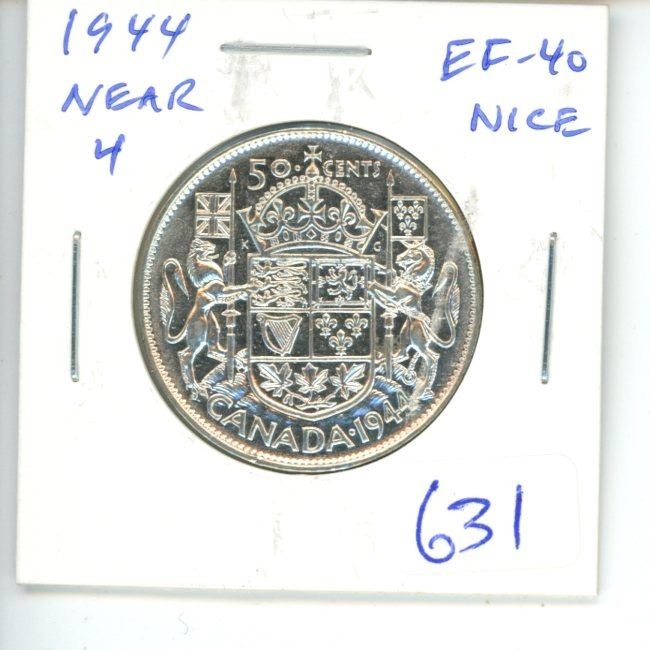 1944
NEAR
4
EF-40
NICE
50 · CENTS
K G
CANADA · 1944
631